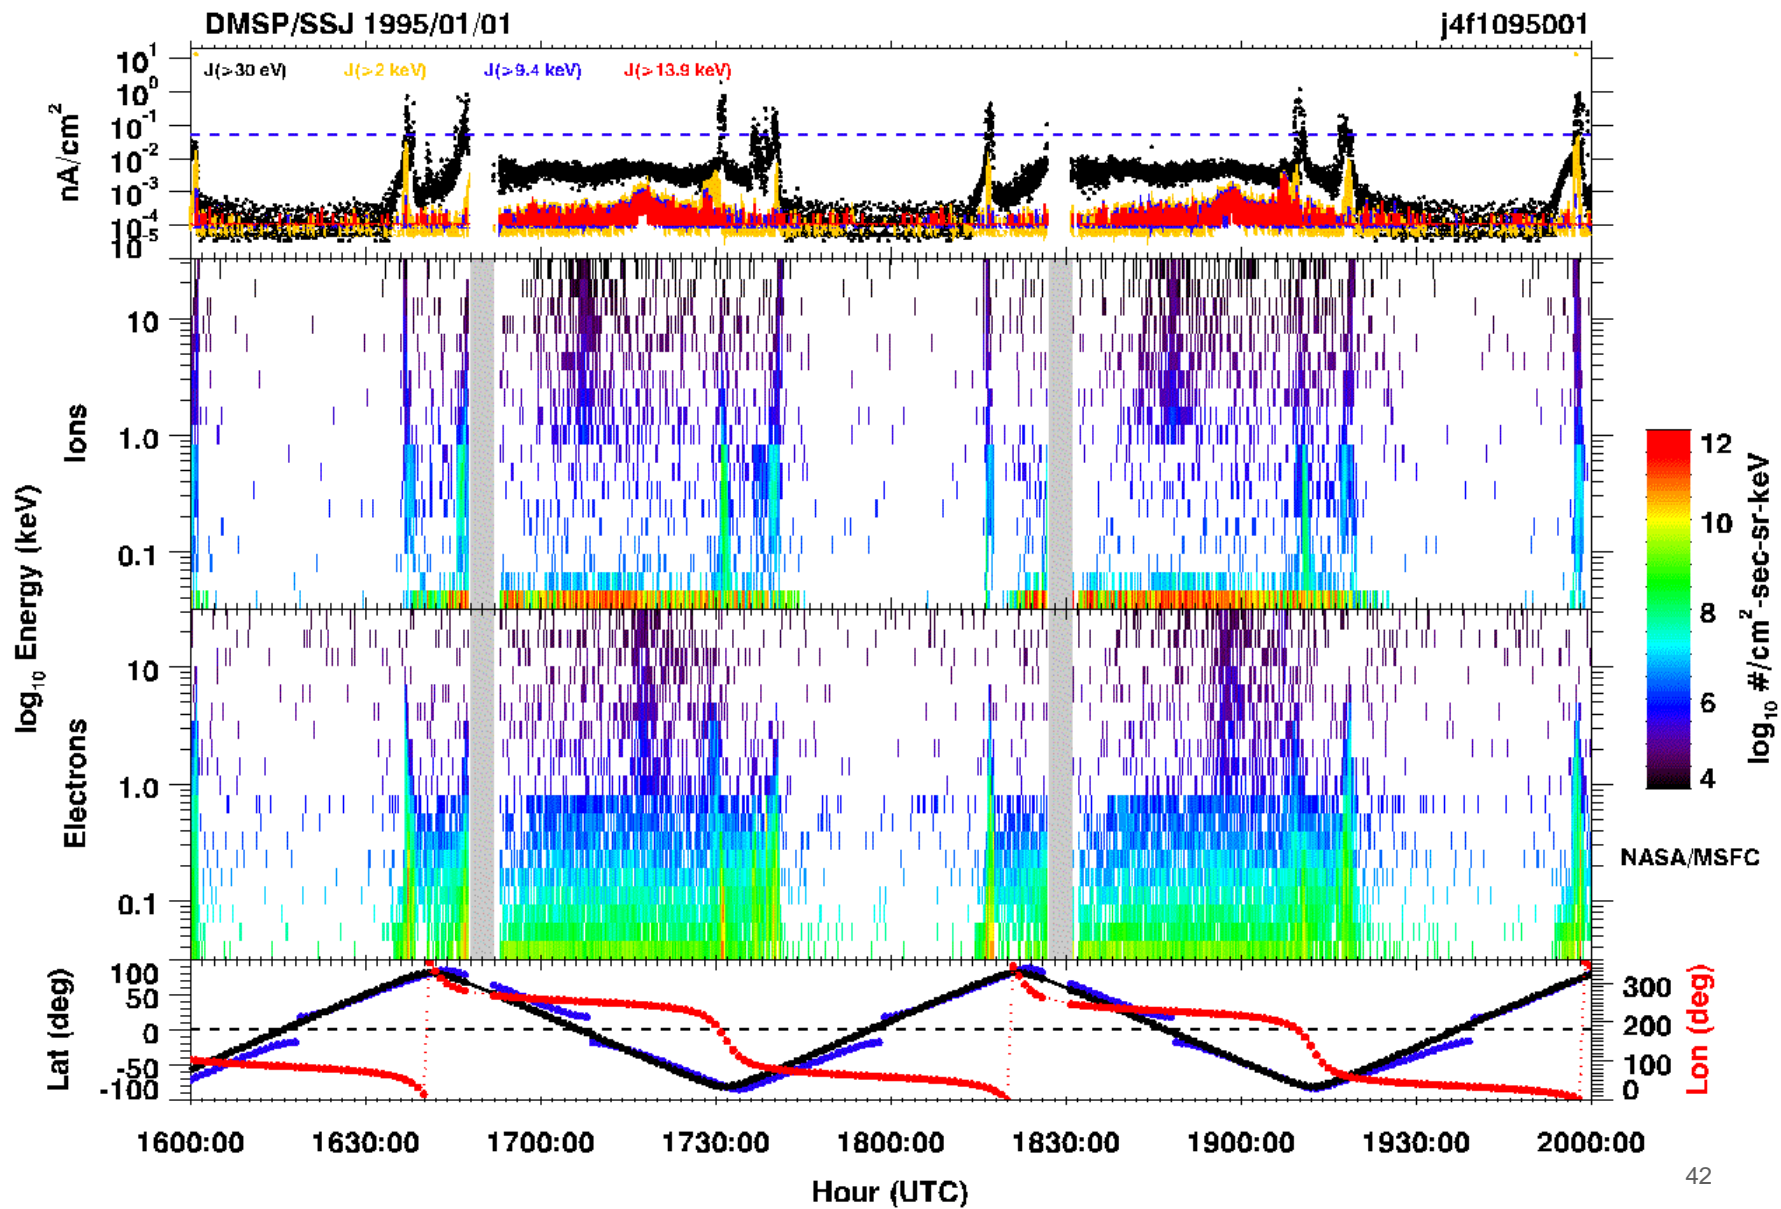 DMSP/SSJ 1995/01/01 j4f1095001
J(>30 eV) J(>2 keV) J(>9.4 keV) J(>13.9 keV)
nA/cm2
10^1
10^0
10^-1
10^-2
10^-3
10^-4
10^-5
log10 Energy (keV)
Ions
10
1.0
0.1
Electrons
10
1.0
0.1
12
10
8
6
4
log10 #/cm2-sec-sr-keV
NASA/MSFC
Lat (deg)
100
50
0
-50
-100
300
200
100
0
Lon (deg)
1600:00 1630:00 1700:00 1730:00 1800:00 1830:00 1900:00 1930:00 2000:00
Hour (UTC)
42